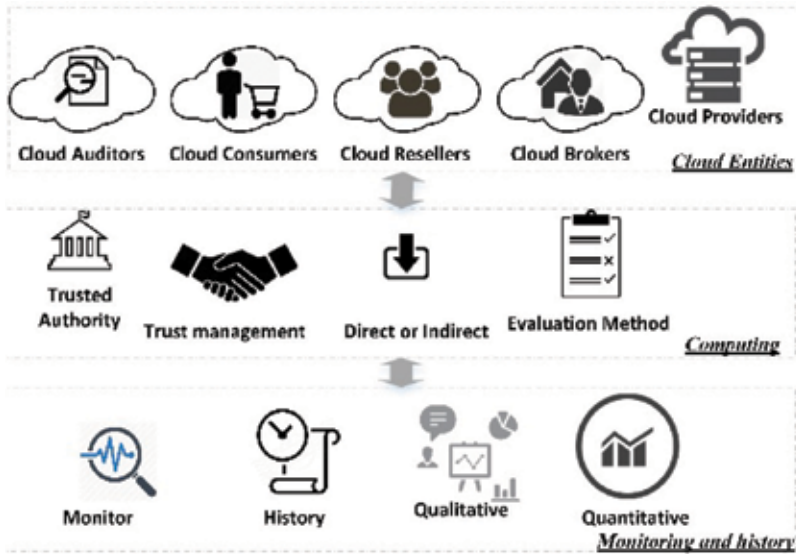 Cloud Providers
Cloud Auditors Cloud Consumers Cloud Resellers Cloud Brokers
Cloud Entities
Trusted
Authority
Trust management Direct or Indirect Evaluation Method
Computing
Monitor History Qualitative Quantitative
Monitoring and history